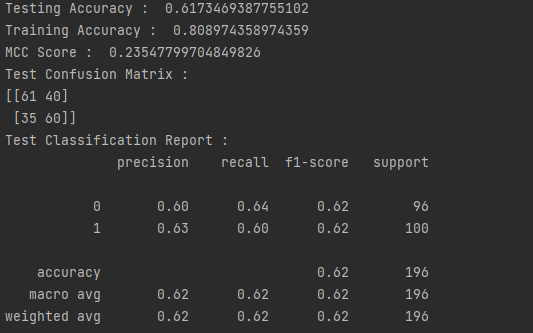 Testing Accuracy :  0.6173469387755102
Training Accuracy :  0.808974358974359
MCC Score :  0.23547799704849826
Test Confusion Matrix :
[[61 40]
 [35 60]]
Test Classification Report :
              precision    recall  f1-score   support
           0       0.60      0.64      0.62        96
           1       0.63      0.60      0.62       100
    accuracy                           0.62       196
   macro avg       0.62      0.62      0.62       196
weighted avg       0.62      0.62      0.62       196